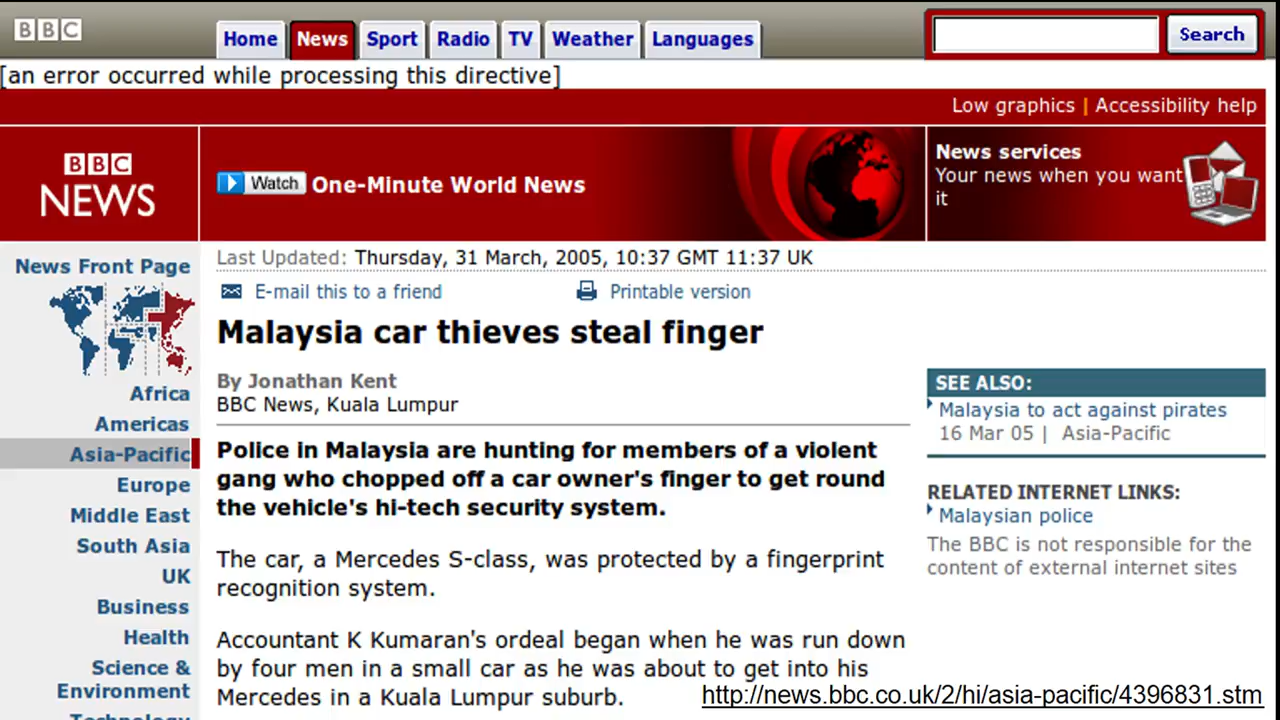 BBC
Home News Sport Radio TV Weather Languages
Search
[an error occurred while processing this directive]
Low graphics | Accessibility help
BBC
NEWS
Watch One-Minute World News
News services
Your news when you want
it
News Front Page
Africa
Americas
Asia-Pacific
Europe
Middle East
South Asia
UK
Business
Health
Science &
Environment
Technology
Last Updated: Thursday, 31 March, 2005, 10:37 GMT 11:37 UK
E-mail this to a friend
Printable version
Malaysia car thieves steal finger
By Jonathan Kent
BBC News, Kuala Lumpur
Police in Malaysia are hunting for members of a violent
gang who chopped off a car owner's finger to get round
the vehicle's hi-tech security system.
The car, a Mercedes S-class, was protected by a fingerprint
recognition system.
Accountant K Kumaran's ordeal began when he was run down
by four men in a small car as he was about to get into his
Mercedes in a Kuala Lumpur suburb.
SEE ALSO:
Malaysia to act against pirates
16 Mar 05 | Asia-Pacific
RELATED INTERNET LINKS:
Malaysian police
The BBC is not responsible for the
content of external internet sites
http://news.bbc.co.uk/2/hi/asia-pacific/4396831.stm